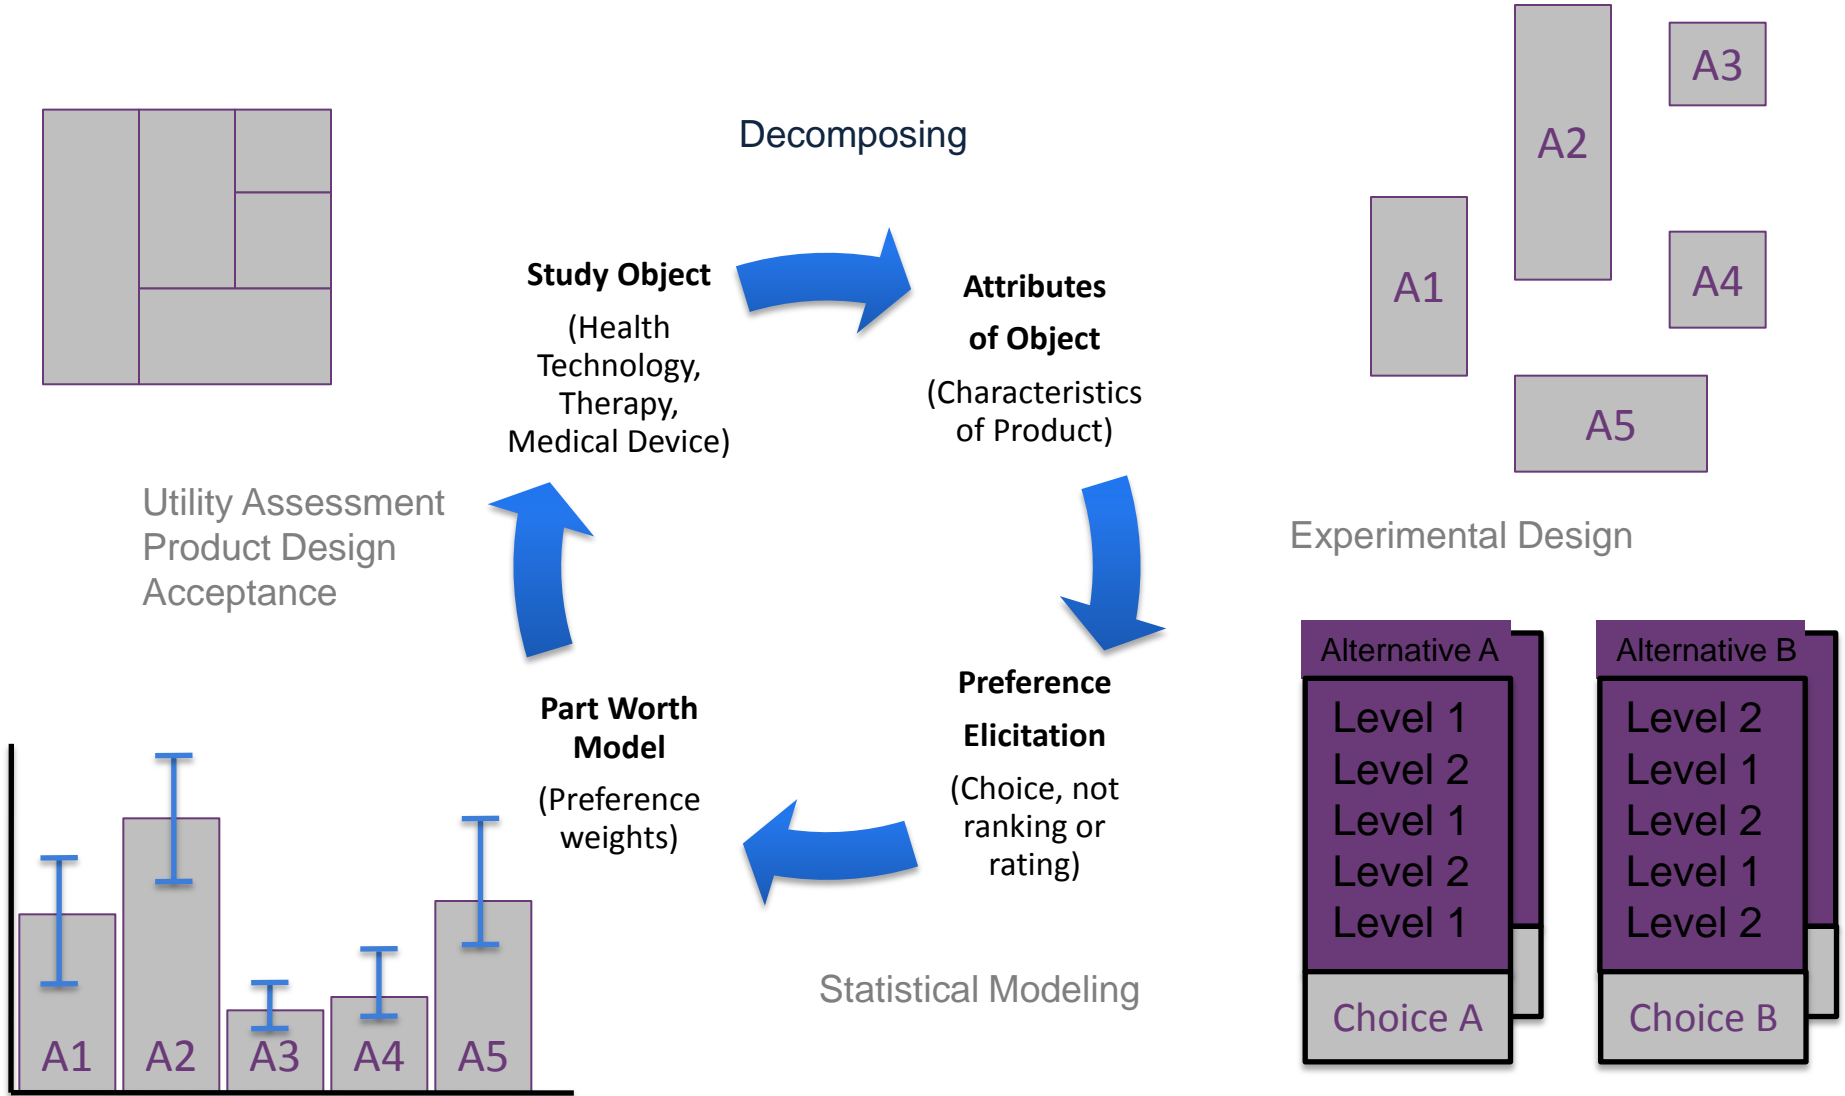 Decomposing
Study Object
(Health
Technology,
Therapy,
Medical Device)
Attributes
of Object
(Characteristics
of Product)
A1
A2
A3
A4
A5
Experimental Design
Preference
Elicitation
(Choice, not
ranking or
rating)
Alternative A
Level 1
Level 2
Level 1
Level 2
Level 1
Choice A
Alternative B
Level 2
Level 1
Level 2
Level 1
Level 2
Choice B
Statistical Modeling
Part Worth
Model
(Preference
weights)
A1
A2
A3
A4
A5
Utility Assessment
Product Design
Acceptance